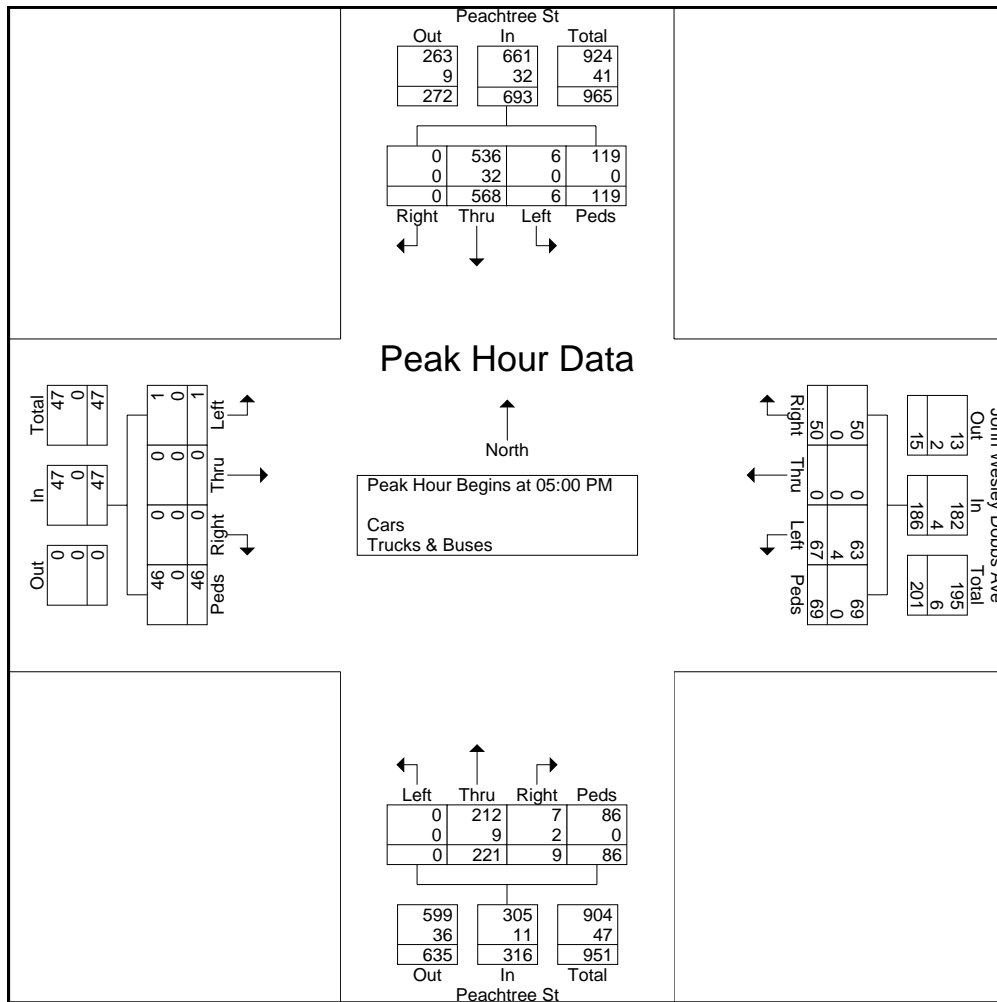 Peachtree St
Out In Total
263 661 924
9 32 41
272 693 965
0 536 6 119
0 32 0 0
0 568 6 119
Right Thru Left Peds
Peak Hour Data
North
Peak Hour Begins at 05:00 PM
Cars
Trucks & Buses
Left Thru Right Peds
1 0 0 46
0 0 0 0
1 0 0 46
Total In Out
47 47 0
0 0 0
47 47 0
John Wesley Dobbs Ave
Out In Total
13 182 195
2 4 6
15 186 201
50 0 63 69
0 0 4 0
50 0 67 69
Right Thru Left Peds
Left Thru Right Peds
0 212 7 86
0 9 2 0
0 221 9 86
599 305 904
36 11 47
635 316 951
Out In Total
Peachtree St